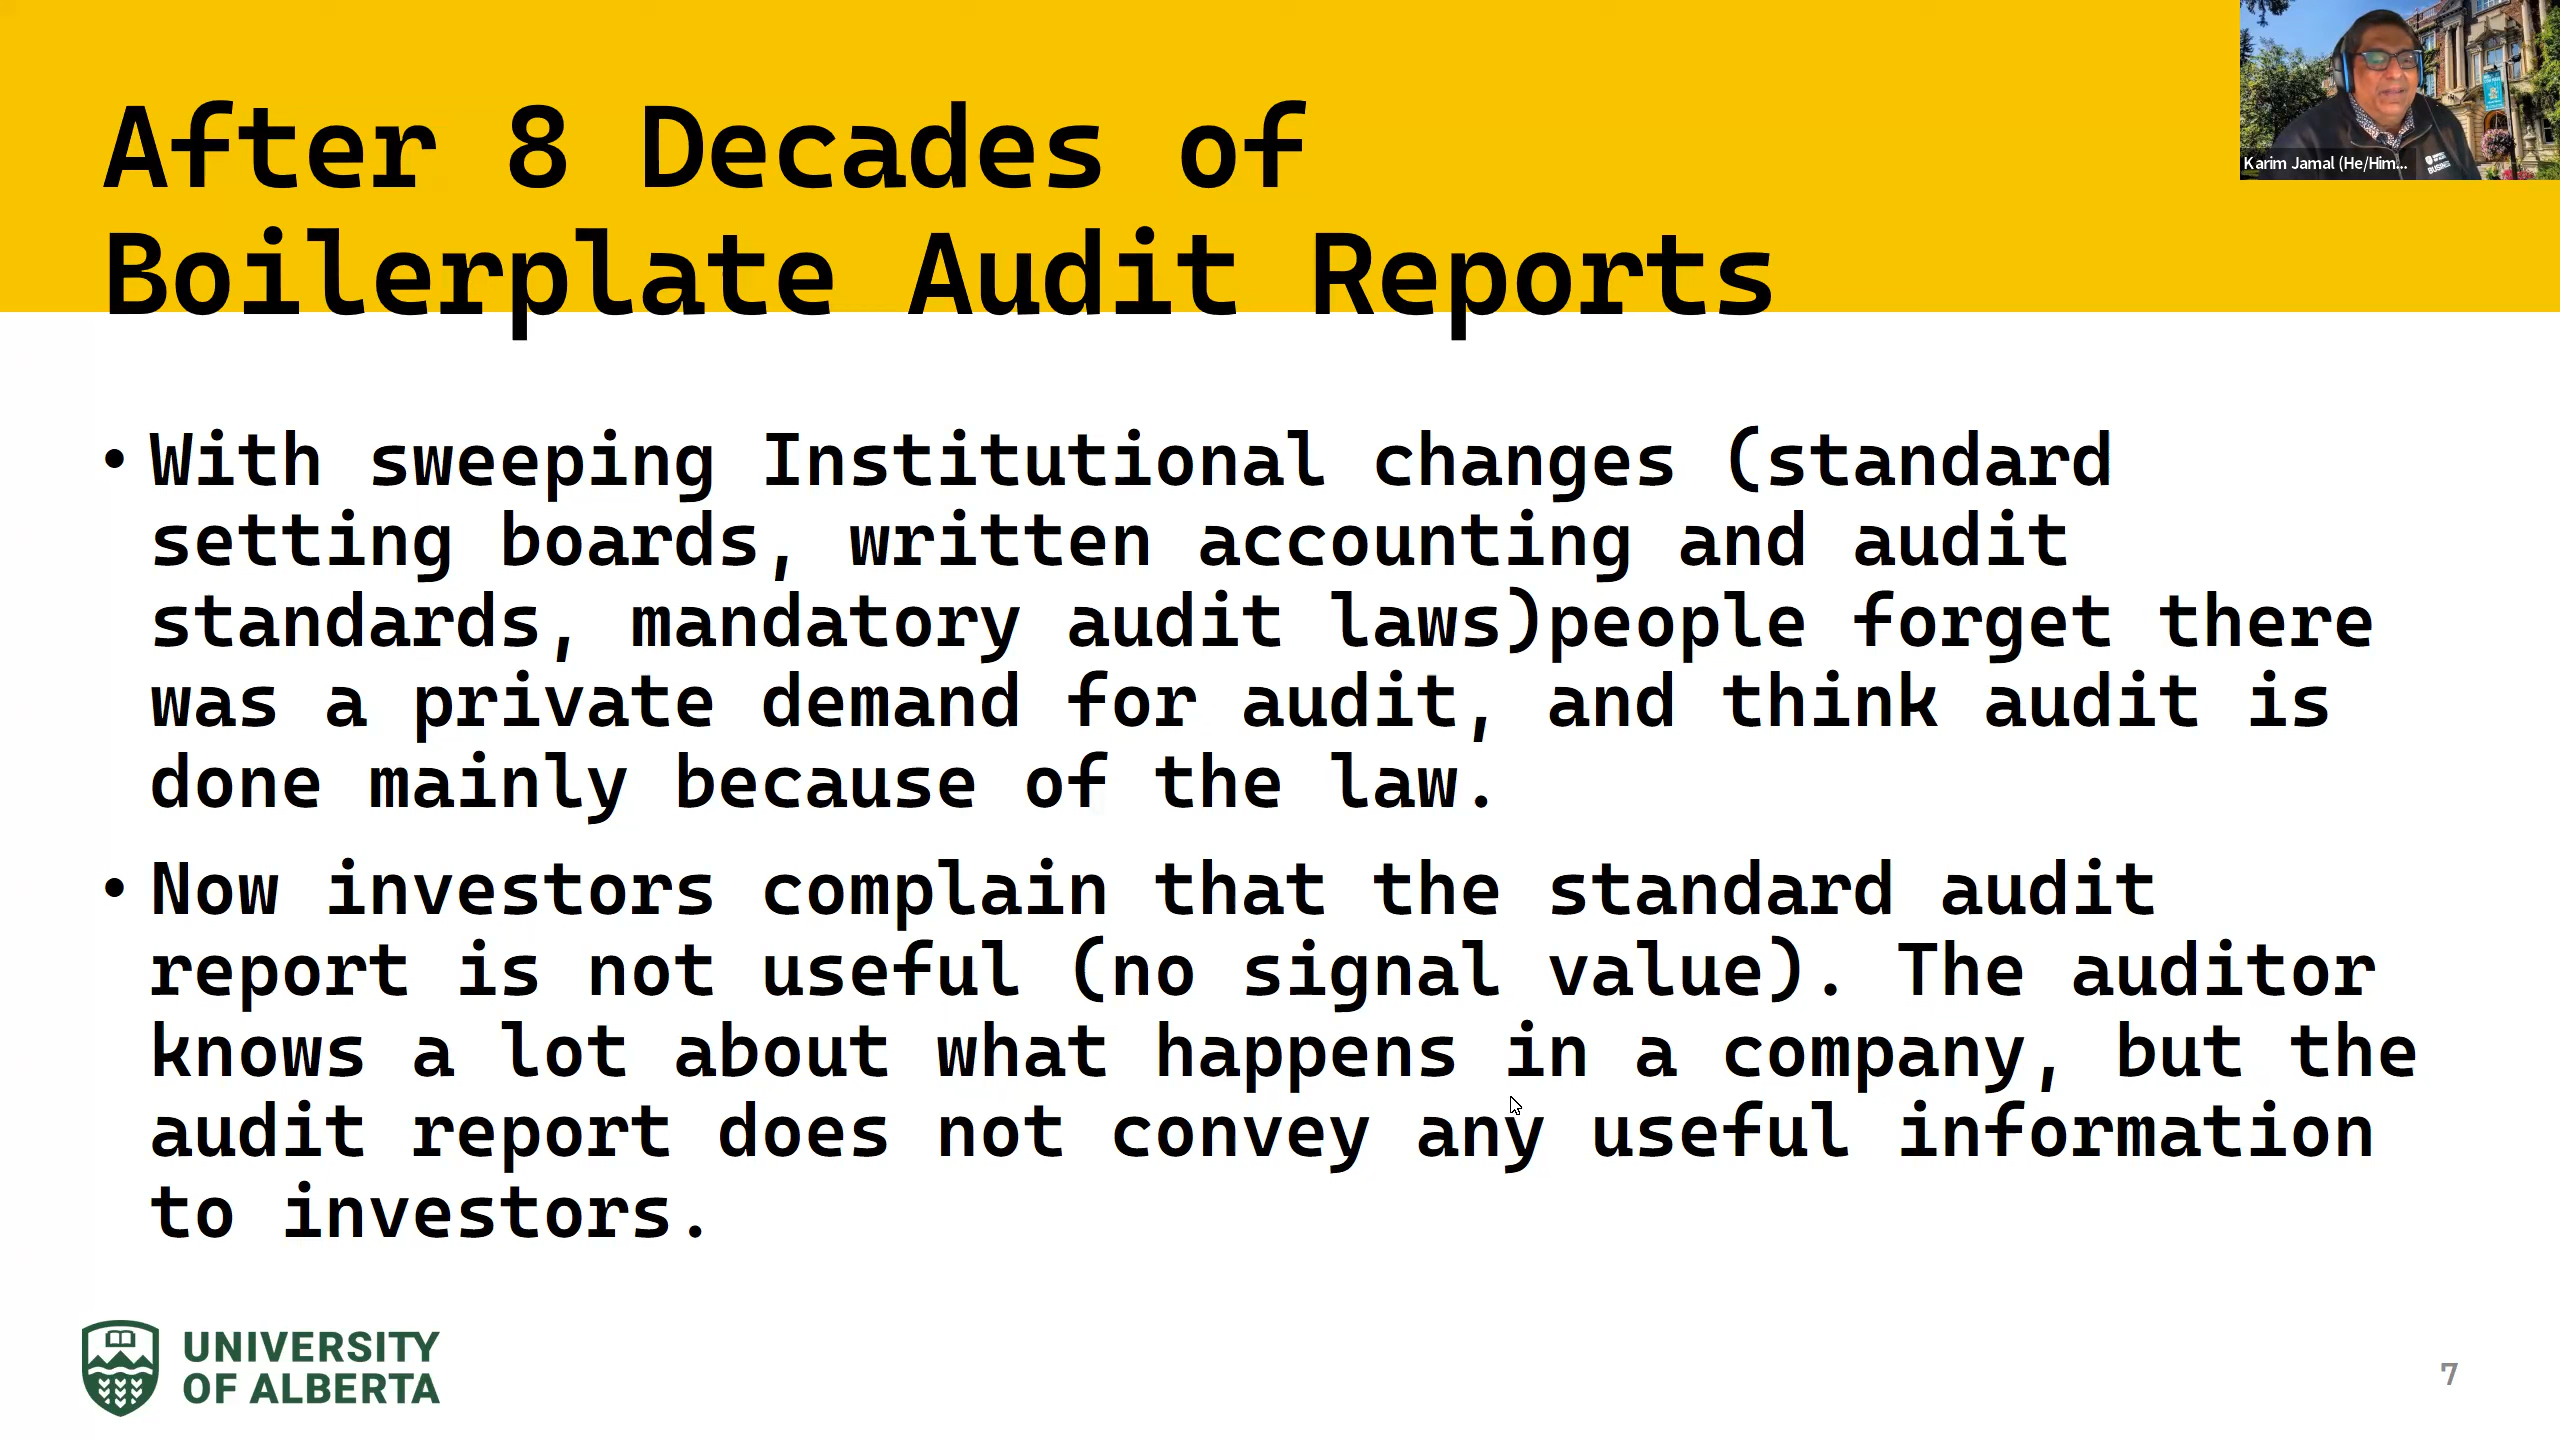 After 8 Decades of
Boilerplate Audit Reports
Karim Jamal (He/Him...
BUSINESS
• With sweeping Institutional changes (standard
setting boards, written accounting and audit
standards, mandatory audit laws)people forget there
was a private demand for audit, and think audit is
done mainly because of the law.
• Now investors complain that the standard audit
report is not useful (no signal value). The auditor
knows a lot about what happens in a company, but the
audit report does not convey any useful information
to investors.
UNIVERSITY
OF ALBERTA
7